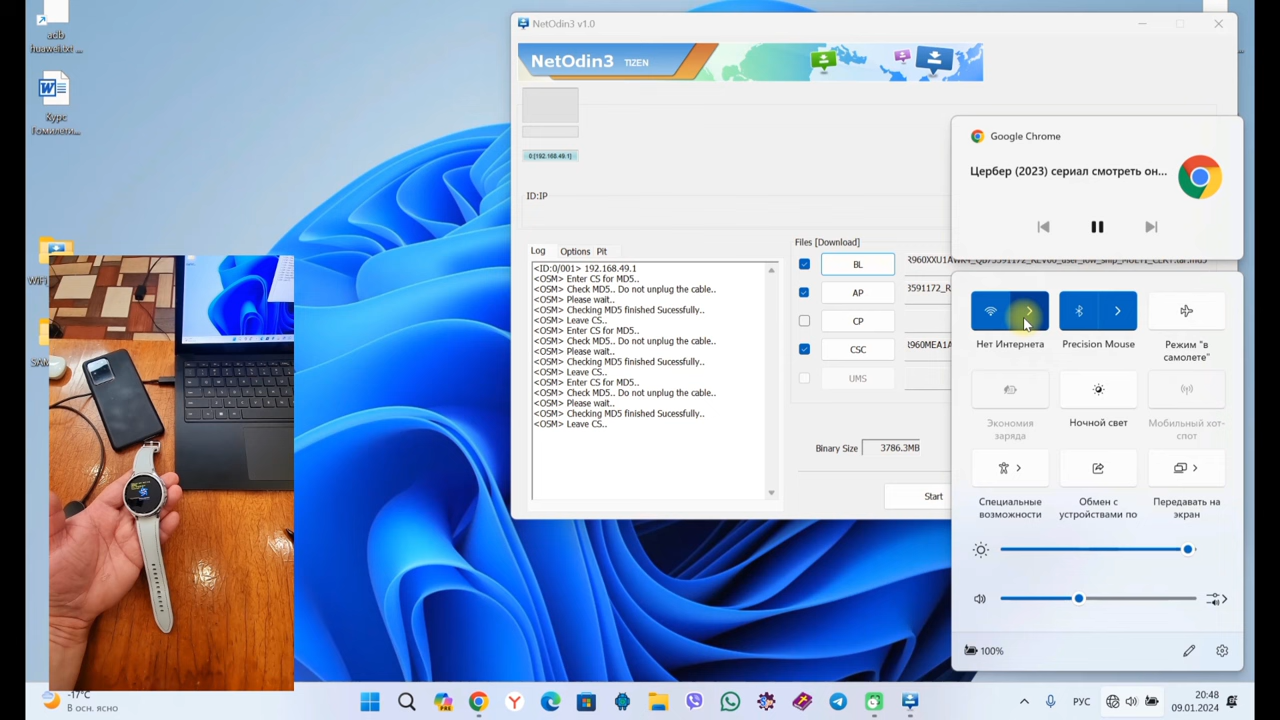 adb
huawei.txt ...
W
Курс
Гомилети...
WiFi
SAM
NetOdin3 v1.0
NetOdin3 TIZEN
0:[192.168.49.1]
ID:IP
Log Options Pit
<ID:0/001> 192.168.49.1
<OSM> Enter CS for MD5..
<OSM> Check MD5.. Do not unplug the cable..
<OSM> Please wait..
<OSM> Checking MD5 finished Sucessfully..
<OSM> Leave CS..
<OSM> Enter CS for MD5..
<OSM> Check MD5.. Do not unplug the cable..
<OSM> Please wait..
<OSM> Checking MD5 finished Sucessfully..
<OSM> Leave CS..
<OSM> Enter CS for MD5..
<OSM> Check MD5.. Do not unplug the cable..
<OSM> Please wait..
<OSM> Checking MD5 finished Sucessfully..
<OSM> Leave CS..
Files [Download]
BL
AP
CP
CSC
UMS
Binary Size 3786.3MB
Start
Google Chrome
Цербер (2023) сериал смотреть он...
Нет Интернета
Precision Mouse
Режим "в
самолете"
Экономия
заряда
Ночной свет
Мобильный хот-
спот
Специальные
возможности
Обмен с
устройствами по
Передавать на
экран
100%
-17°C
В осн. ясно
РУС
20:48
09.01.2024